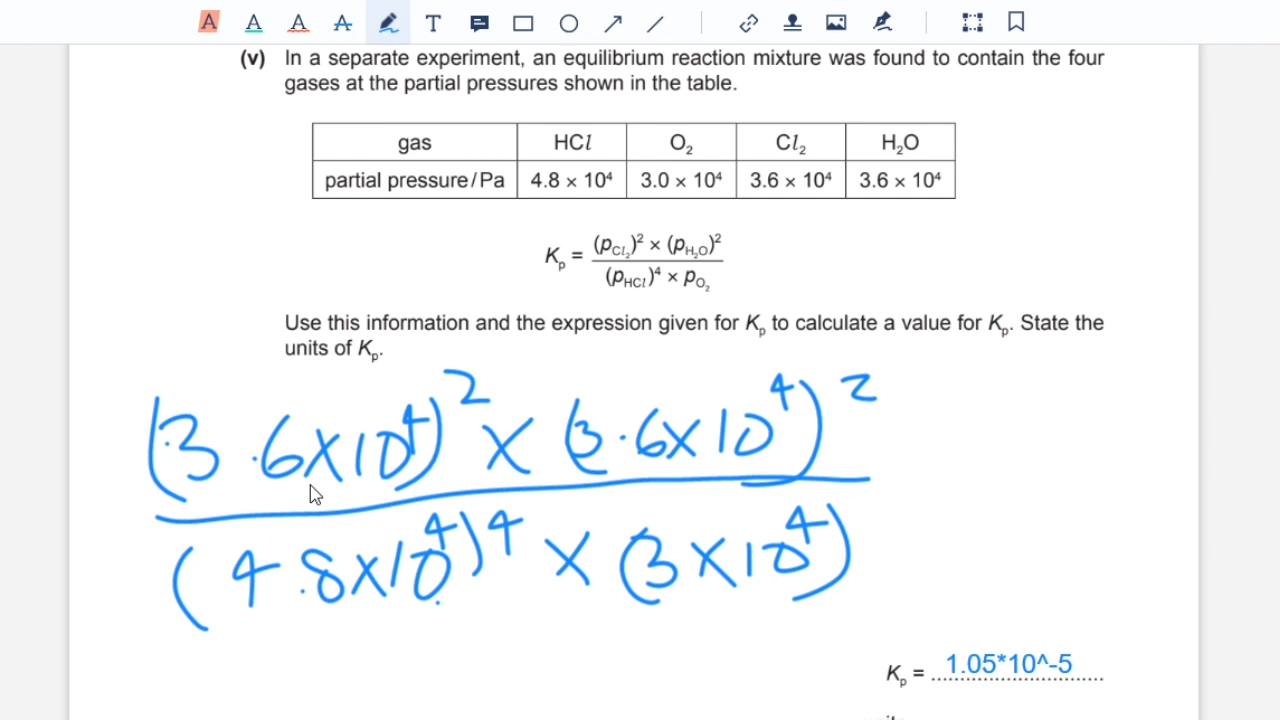 A A A A T
(v) In a separate experiment, an equilibrium reaction mixture was found to contain the four
gases at the partial pressures shown in the table.
gas HCl O₂ Cl₂ H₂O
partial pressure/Pa 4.8 × 10⁴ 3.0 × 10⁴ 3.6 × 10⁴ 3.6 × 10⁴
Kₚ = (p_Cl₂)² × (p_H₂O)²
(p_HCl)⁴ × p_O₂
Use this information and the expression given for Kₚ to calculate a value for Kₚ. State the
units of Kₚ.
(3.6×10⁴)² × (3.6×10⁴)²
(4.8×10⁴)⁴ × (3×10⁴)
Kₚ = 1.05*10^-5